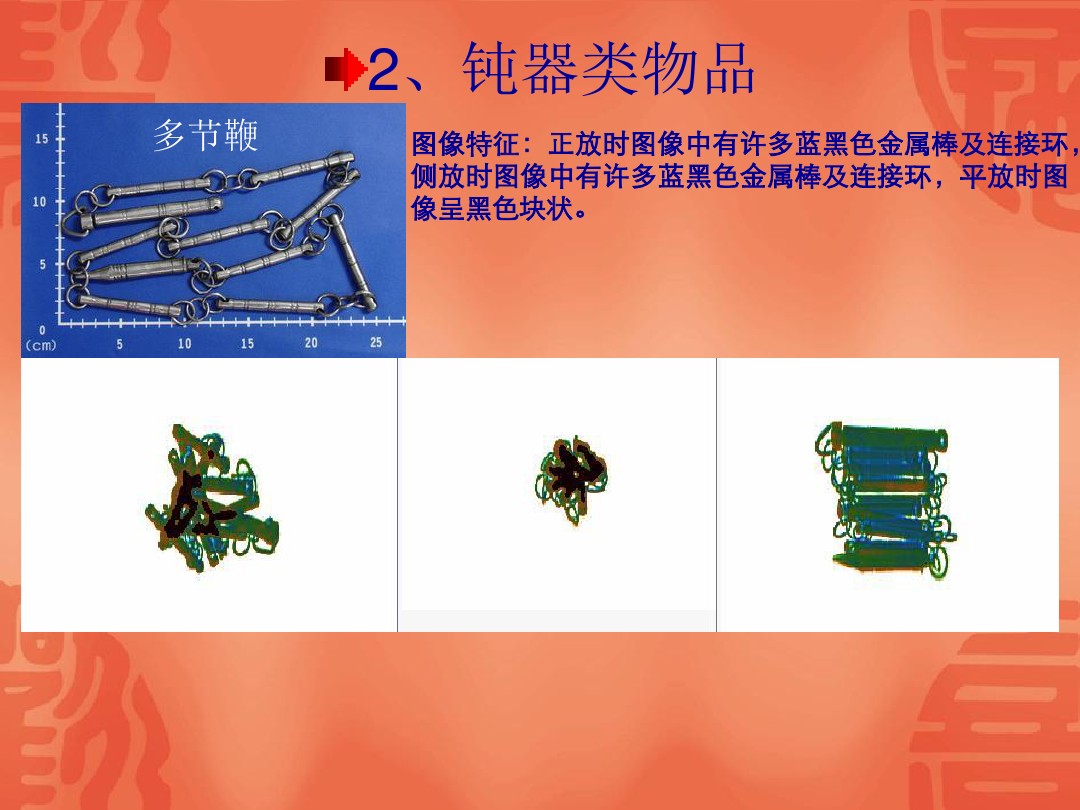 2、钝器类物品
多节鞭
图像特征：正放时图像中有许多蓝黑色金属棒及连接环，
侧放时图像中有许多蓝黑色金属棒及连接环，平放时图
像呈黑色块状。
15
10
5
0
(cm) 5 10 15 20 25